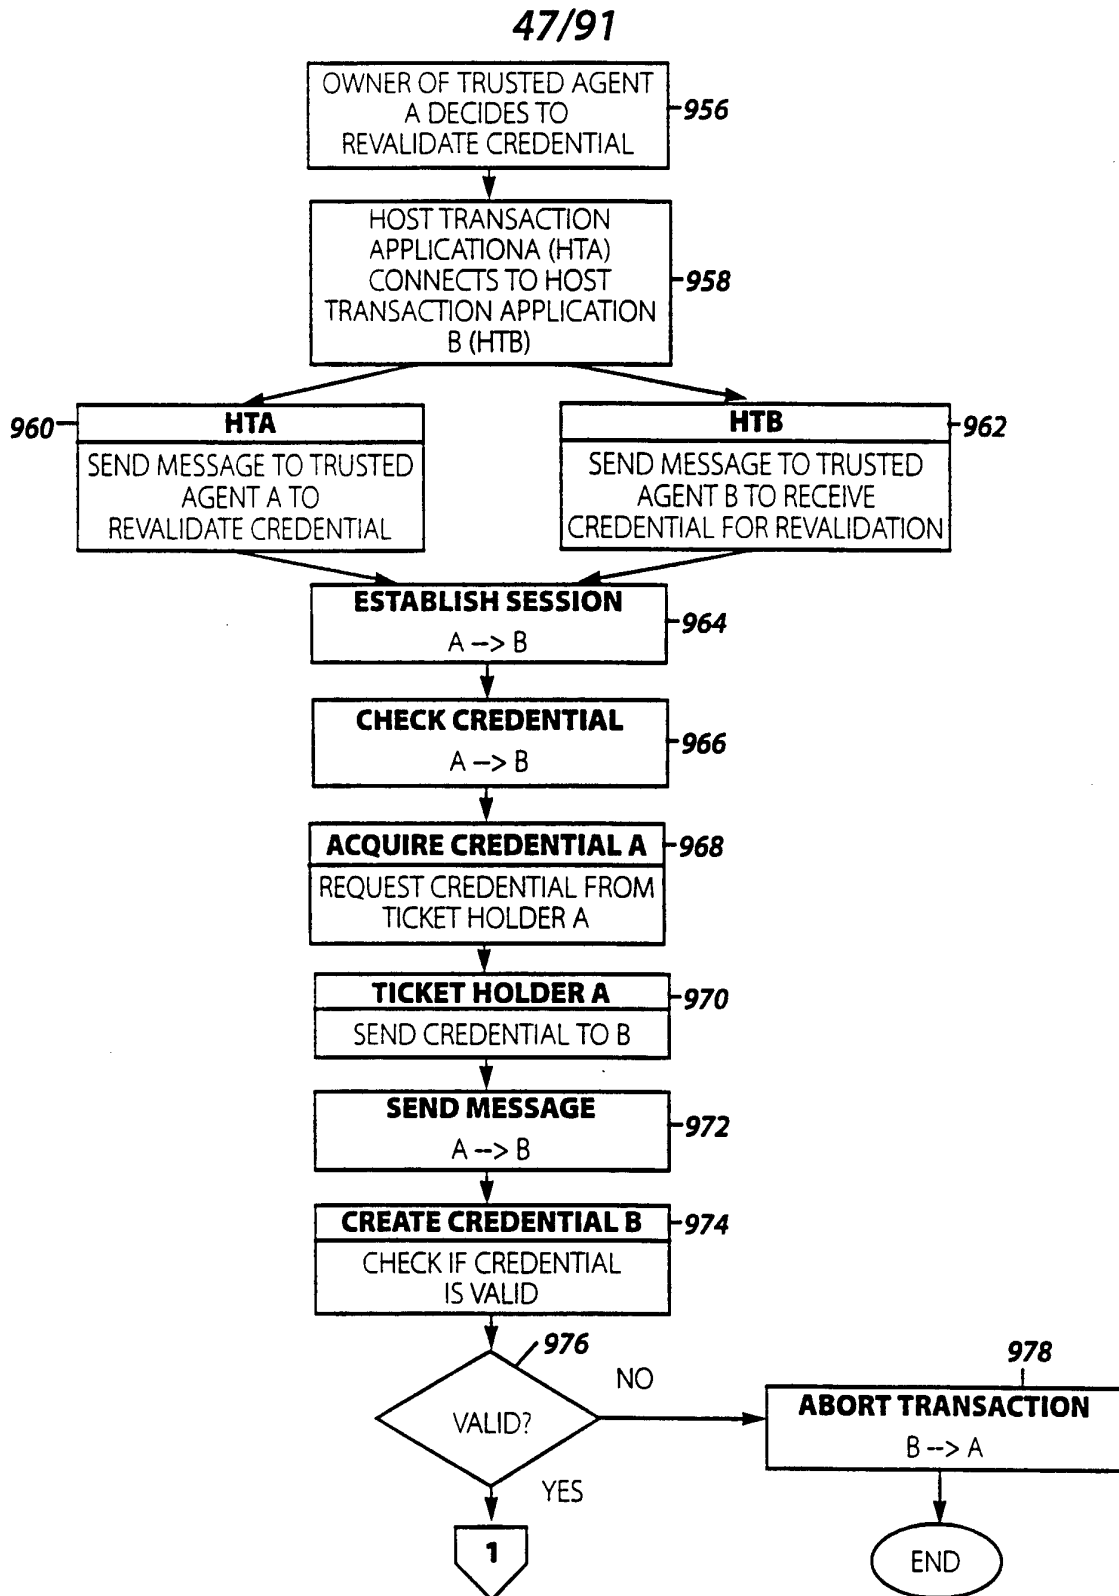 47/91
OWNER OF TRUSTED AGENT
A DECIDES TO
REVALIDATE CREDENTIAL
956
HOST TRANSACTION
APPLICATIONA (HTA)
CONNECTS TO HOST
TRANSACTION APPLICATION
B (HTB)
958
960
HTA
SEND MESSAGE TO TRUSTED
AGENT A TO
REVALIDATE CREDENTIAL
HTB
962
SEND MESSAGE TO TRUSTED
AGENT B TO RECEIVE
CREDENTIAL FOR REVALIDATION
ESTABLISH SESSION
A --> B
964
CHECK CREDENTIAL
A --> B
966
ACQUIRE CREDENTIAL A
968
REQUEST CREDENTIAL FROM
TICKET HOLDER A
TICKET HOLDER A
970
SEND CREDENTIAL TO B
SEND MESSAGE
A --> B
972
CREATE CREDENTIAL B
974
CHECK IF CREDENTIAL
IS VALID
976
VALID?
NO
978
ABORT TRANSACTION
B --> A
YES
1
END